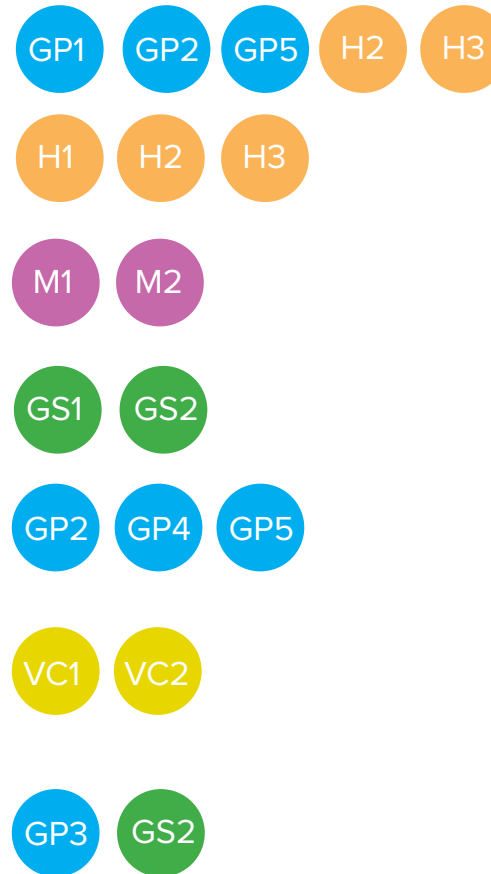 GP1 GP2 GP5 H2 H3
H1 H2 H3
M1 M2
GS1 GS2
GP2 GP4 GP5
VC1 VC2
GP3 GS2